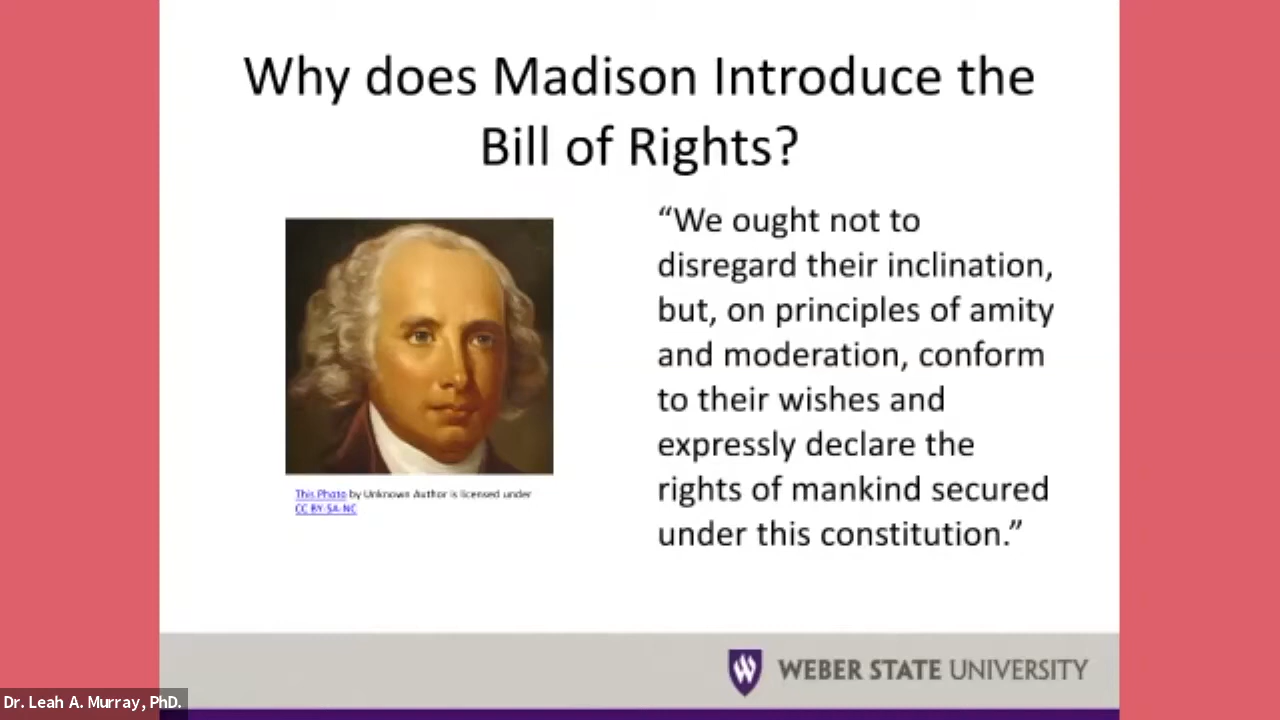 Why does Madison Introduce the
Bill of Rights?
“We ought not to
disregard their inclination,
but, on principles of amity
and moderation, conform
to their wishes and
expressly declare the
rights of mankind secured
under this constitution.”
This Photo by Unknown Author is licensed under
CC BY-SA-NC
W
WEBER STATE UNIVERSITY
Dr. Leah A. Murray, PhD.